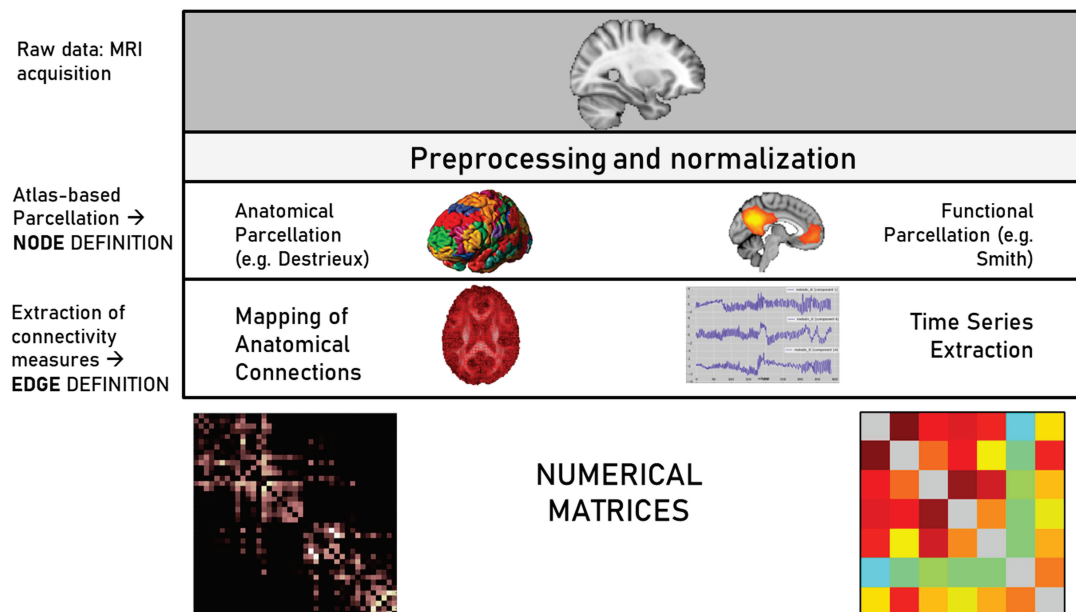 Raw data: MRI
acquisition
Preprocessing and normalization
Atlas-based
Parcellation →
NODE DEFINITION
Anatomical
Parcellation
(e.g. Destrieux)
Functional
Parcellation (e.g.
Smith)
Extraction of
connectivity
measures →
EDGE DEFINITION
Mapping of
Anatomical
Connections
Time Series
Extraction
NUMERICAL
MATRICES